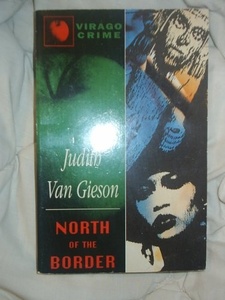 VIRAGO
CRIME
Judith
Van Gieson
NORTH
OF THE
BORDER